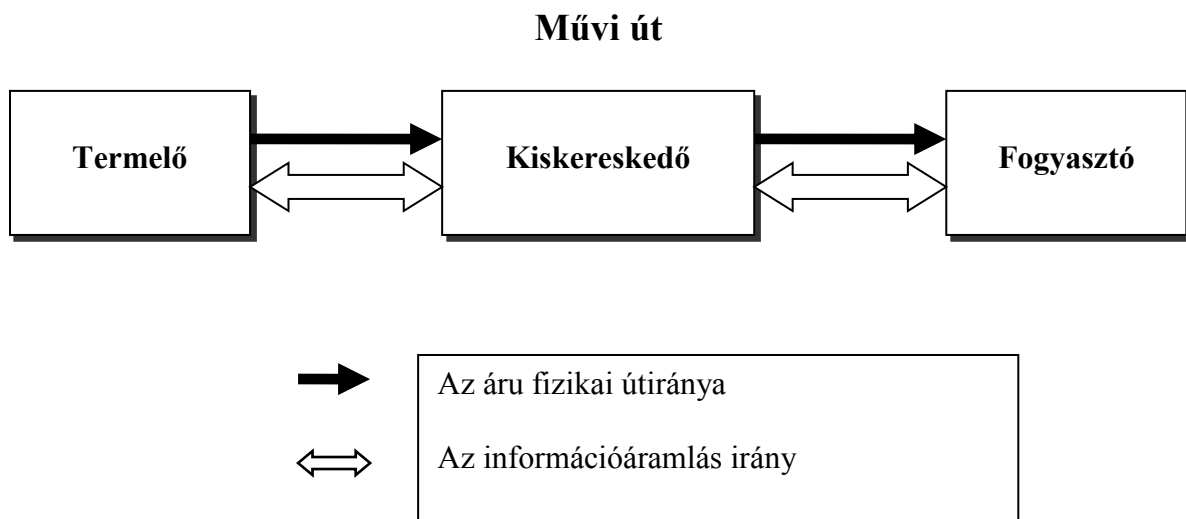 Művi út
Termelő
Kiskereskedő
Fogyasztó
Az áru fizikai útiránya
Az információáramlás irány